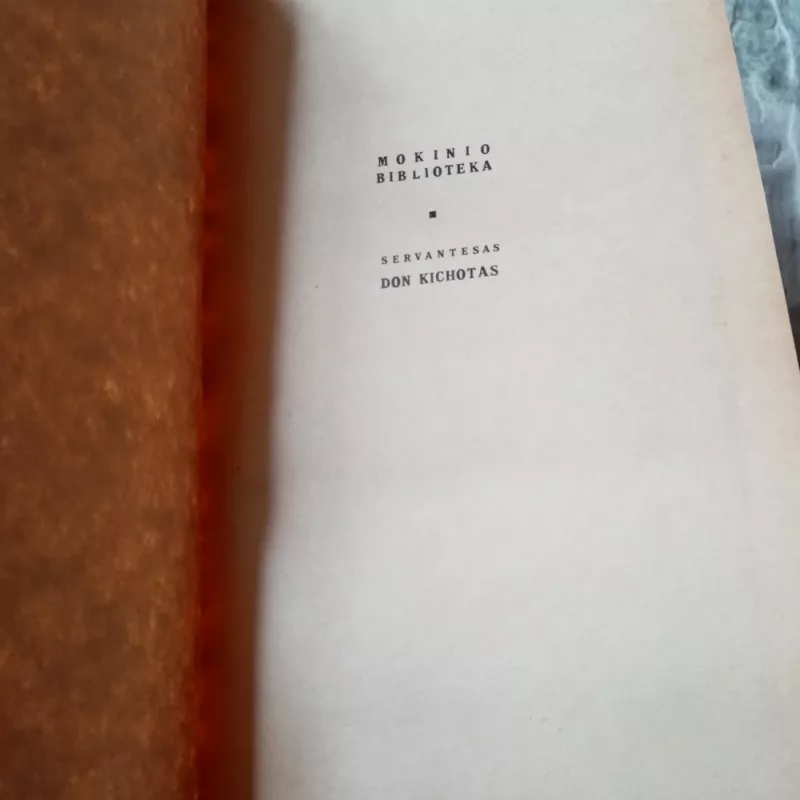 MOKINIO
BIBLIOTEKA
SERVANTESAS
DON KICHOTAS